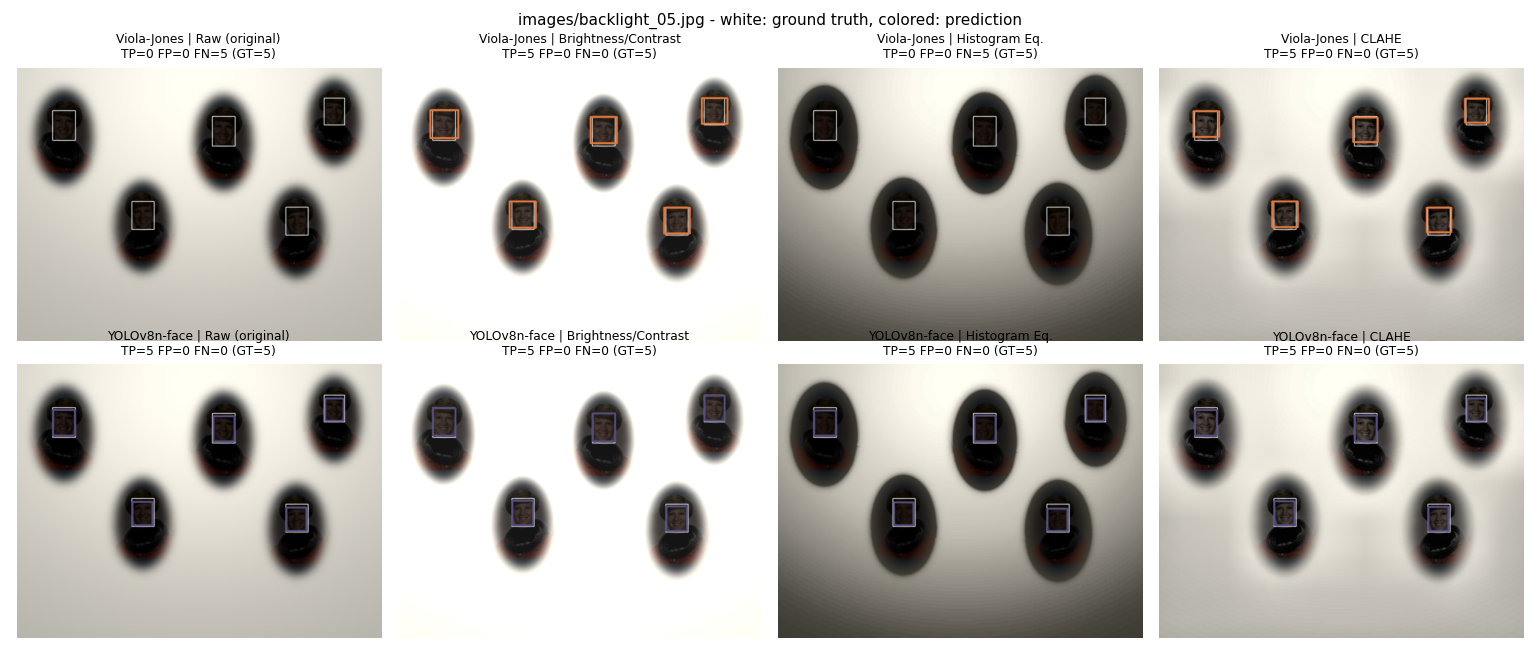 images/backlight_05.jpg - white: ground truth, colored: prediction
Viola-Jones | Raw (original)
TP=0 FP=0 FN=5 (GT=5)
Viola-Jones | Brightness/Contrast
TP=5 FP=0 FN=0 (GT=5)
Viola-Jones | Histogram Eq.
TP=0 FP=0 FN=5 (GT=5)
Viola-Jones | CLAHE
TP=5 FP=0 FN=0 (GT=5)
YOLOv8n-face | Raw (original)
TP=5 FP=0 FN=0 (GT=5)
YOLOv8n-face | Brightness/Contrast
TP=5 FP=0 FN=0 (GT=5)
YOLOv8n-face | Histogram Eq.
TP=5 FP=0 FN=0 (GT=5)
YOLOv8n-face | CLAHE
TP=5 FP=0 FN=0 (GT=5)